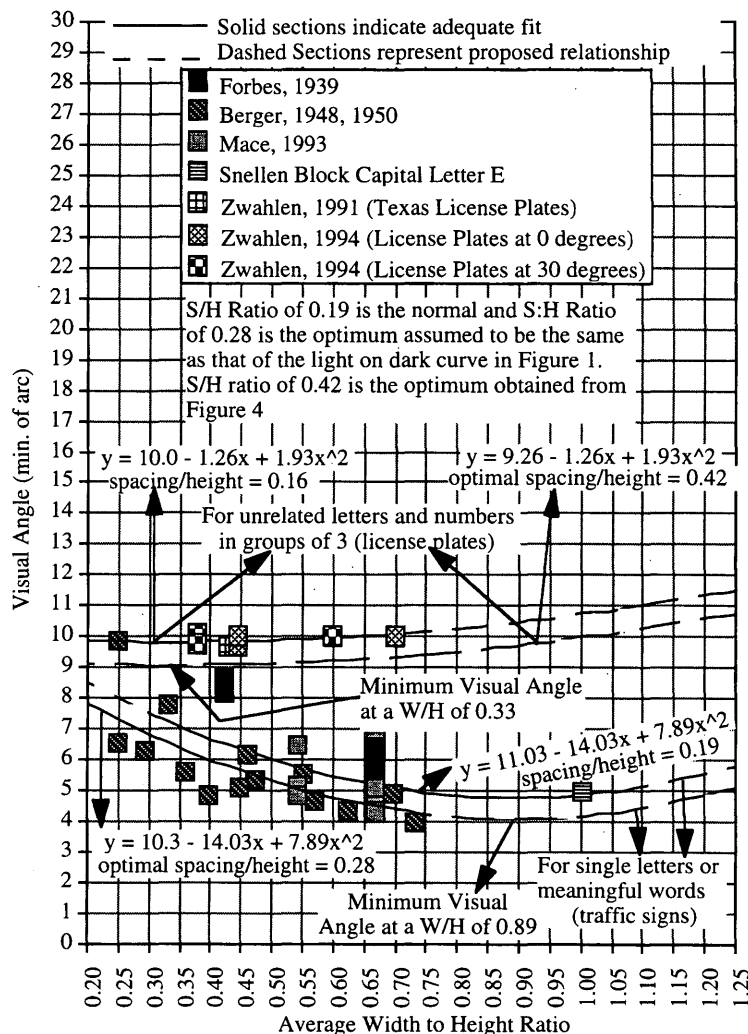 Solid sections indicate adequate fit
Dashed Sections represent proposed relationship
Forbes, 1939
Berger, 1948, 1950
Mace, 1993
Snellen Block Capital Letter E
Zwahlen, 1991 (Texas License Plates)
Zwahlen, 1994 (License Plates at 0 degrees)
Zwahlen, 1994 (License Plates at 30 degrees)
S/H Ratio of 0.19 is the normal and S:H Ratio
of 0.28 is the optimum assumed to be the same
as that of the light on dark curve in Figure 1.
S/H ratio of 0.42 is the optimum obtained from
Figure 4
y = 10.0 - 1.26x + 1.93x^2
spacing/height = 0.16
y = 9.26 - 1.26x + 1.93x^2
optimal spacing/height = 0.42
For unrelated letters and numbers
in groups of 3 (license plates)
Minimum Visual Angle
at a W/H of 0.33
y = 11.03 - 14.03x + 7.89x^2
spacing/height = 0.19
y = 10.3 - 14.03x + 7.89x^2
optimal spacing/height = 0.28
Minimum Visual
Angle at a W/H of 0.89
For single letters or
meaningful words
(traffic signs)
Visual Angle (min. of arc)
30
29
28
27
26
25
24
23
22
21
20
19
18
17
16
15
14
13
12
11
10
9
8
7
6
5
4
3
2
1
0
0.20
0.25
0.30
0.35
0.40
0.45
0.50
0.55
0.60
0.65
0.70
0.75
0.80
0.85
0.90
0.95
1.00
1.05
1.10
1.15
1.20
1.25
Average Width to Height Ratio